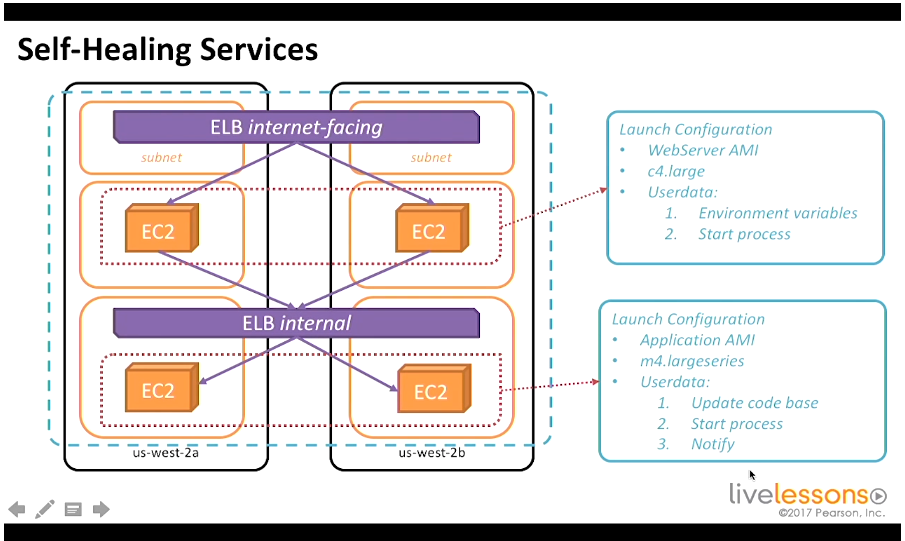 Self-Healing Services
ELB internet-facing
subnet
subnet
EC2
EC2
ELB internal
EC2
EC2
us-west-2a
us-west-2b
Launch Configuration
• WebServer AMI
• c4.large
• Userdata:
1. Environment variables
2. Start process
Launch Configuration
• Application AMI
• m4.largeseries
• Userdata:
1. Update code base
2. Start process
3. Notify
livelessons
©2017 Pearson, Inc.